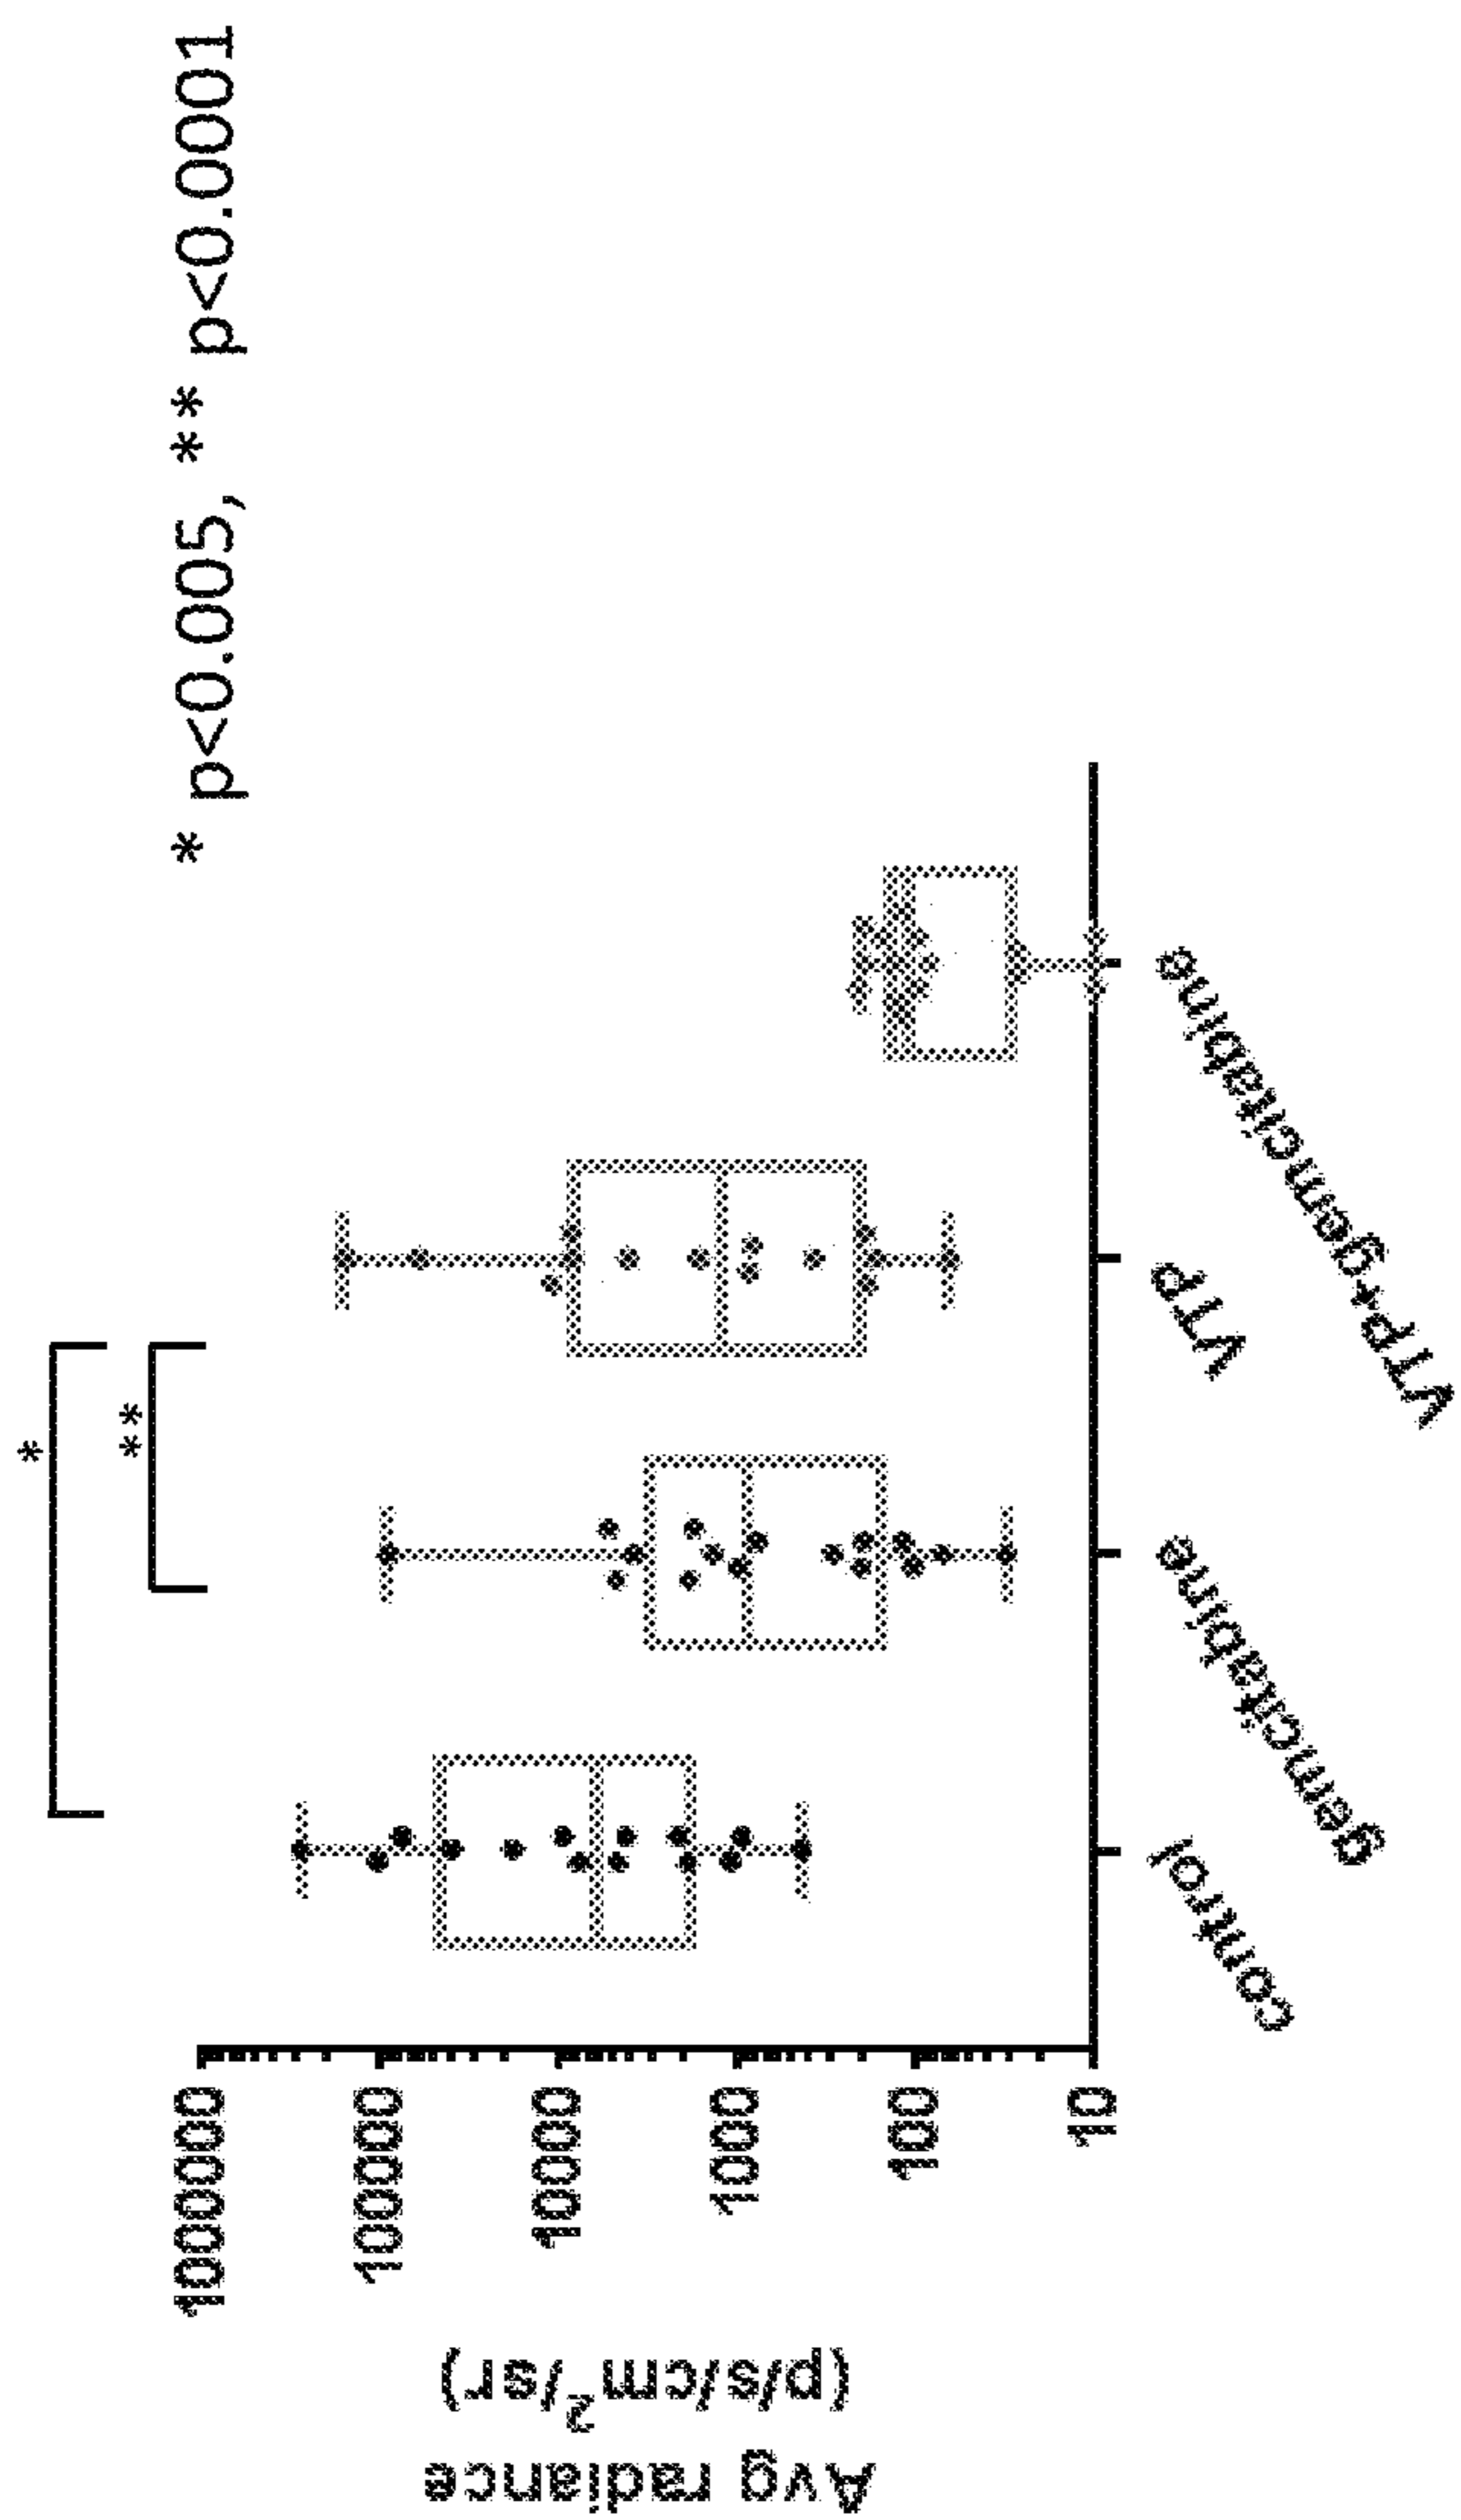 *
**
* p<0.005, ** p<0.0001
Avg radiance
(p/s/cm²/sr)
1000000
100000
10000
1000
100
10
Control
Gemcitabine
VTP
VTP+gemcitabine